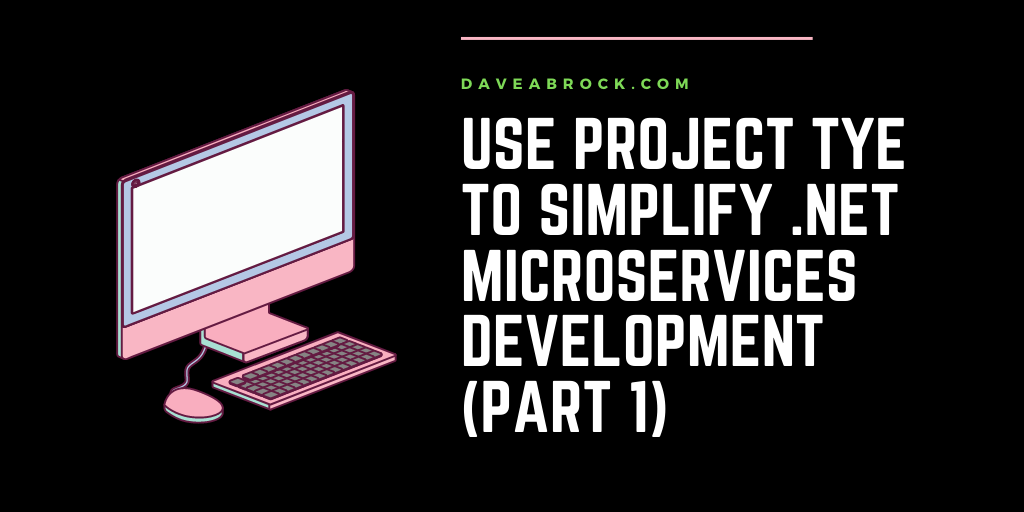 DAVEABROCK.COM
USE PROJECT TYE
TO SIMPLIFY .NET
MICROSERVICES
DEVELOPMENT
(PART 1)